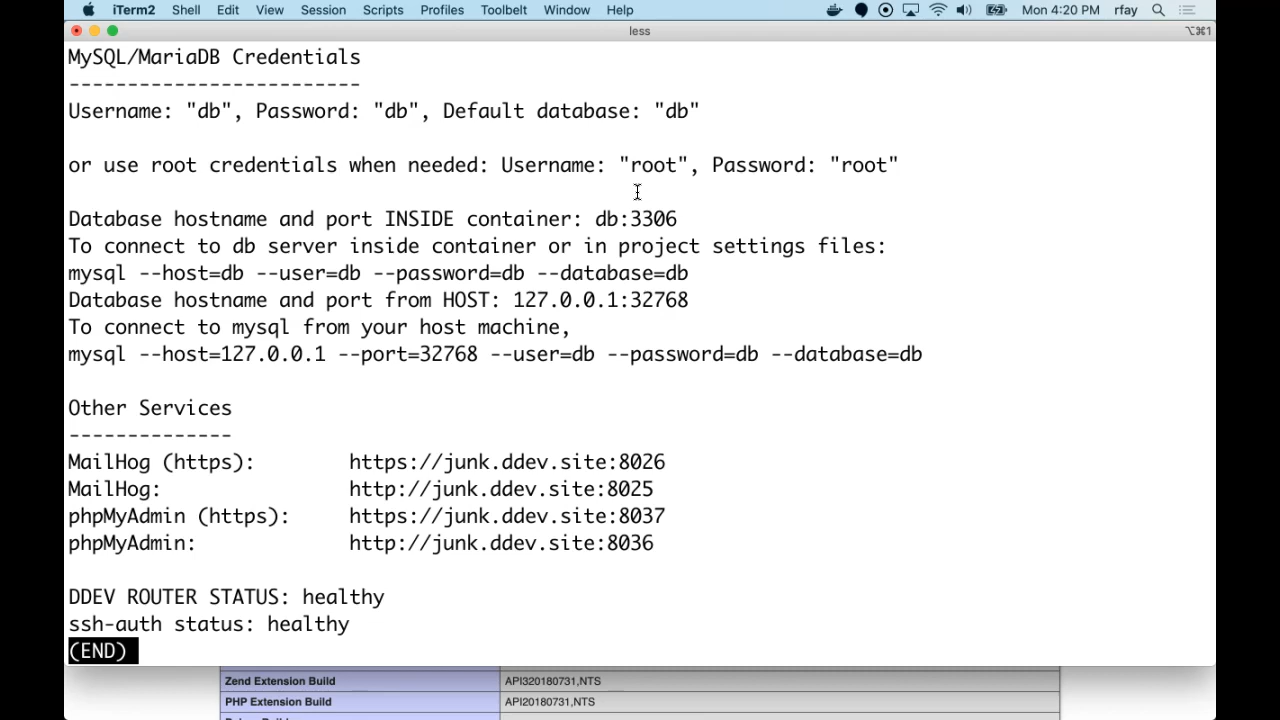 iTerm2 Shell Edit View Session Scripts Profiles Toolbelt Window Help Mon 4:20 PM rfay
less ⌥⌘1
MySQL/MariaDB Credentials
-------------------------
Username: "db", Password: "db", Default database: "db"
or use root credentials when needed: Username: "root", Password: "root"
Database hostname and port INSIDE container: db:3306
To connect to db server inside container or in project settings files:
mysql --host=db --user=db --password=db --database=db
Database hostname and port from HOST: 127.0.0.1:32768
To connect to mysql from your host machine,
mysql --host=127.0.0.1 --port=32768 --user=db --password=db --database=db
Other Services
--------------
MailHog (https): https://junk.ddev.site:8026
MailHog: http://junk.ddev.site:8025
phpMyAdmin (https): https://junk.ddev.site:8037
phpMyAdmin: http://junk.ddev.site:8036
DDEV ROUTER STATUS: healthy
ssh-auth status: healthy
(END)
Zend Extension Build API320180731,NTS
PHP Extension Build API20180731,NTS